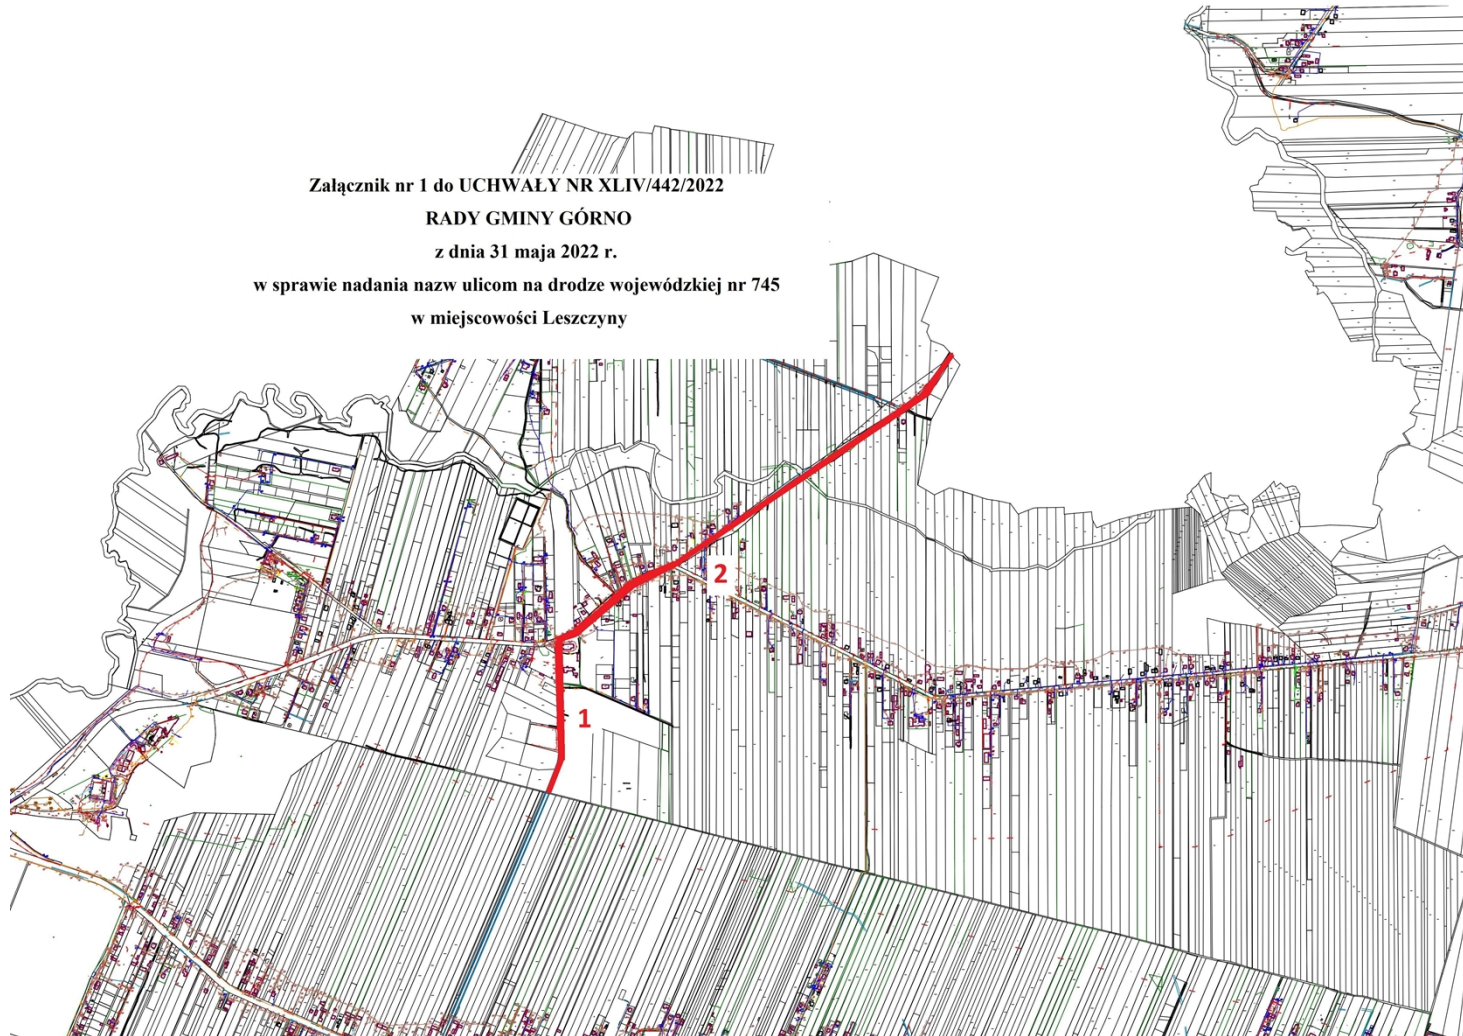 Załącznik nr 1 do UCHWAŁY NR XLIV/442/2022
RADY GMINY GÓRNO
z dnia 31 maja 2022 r.
w sprawie nadania nazw ulicom na drodze wojewódzkiej nr 745
w miejscowości Leszczyny
2
1